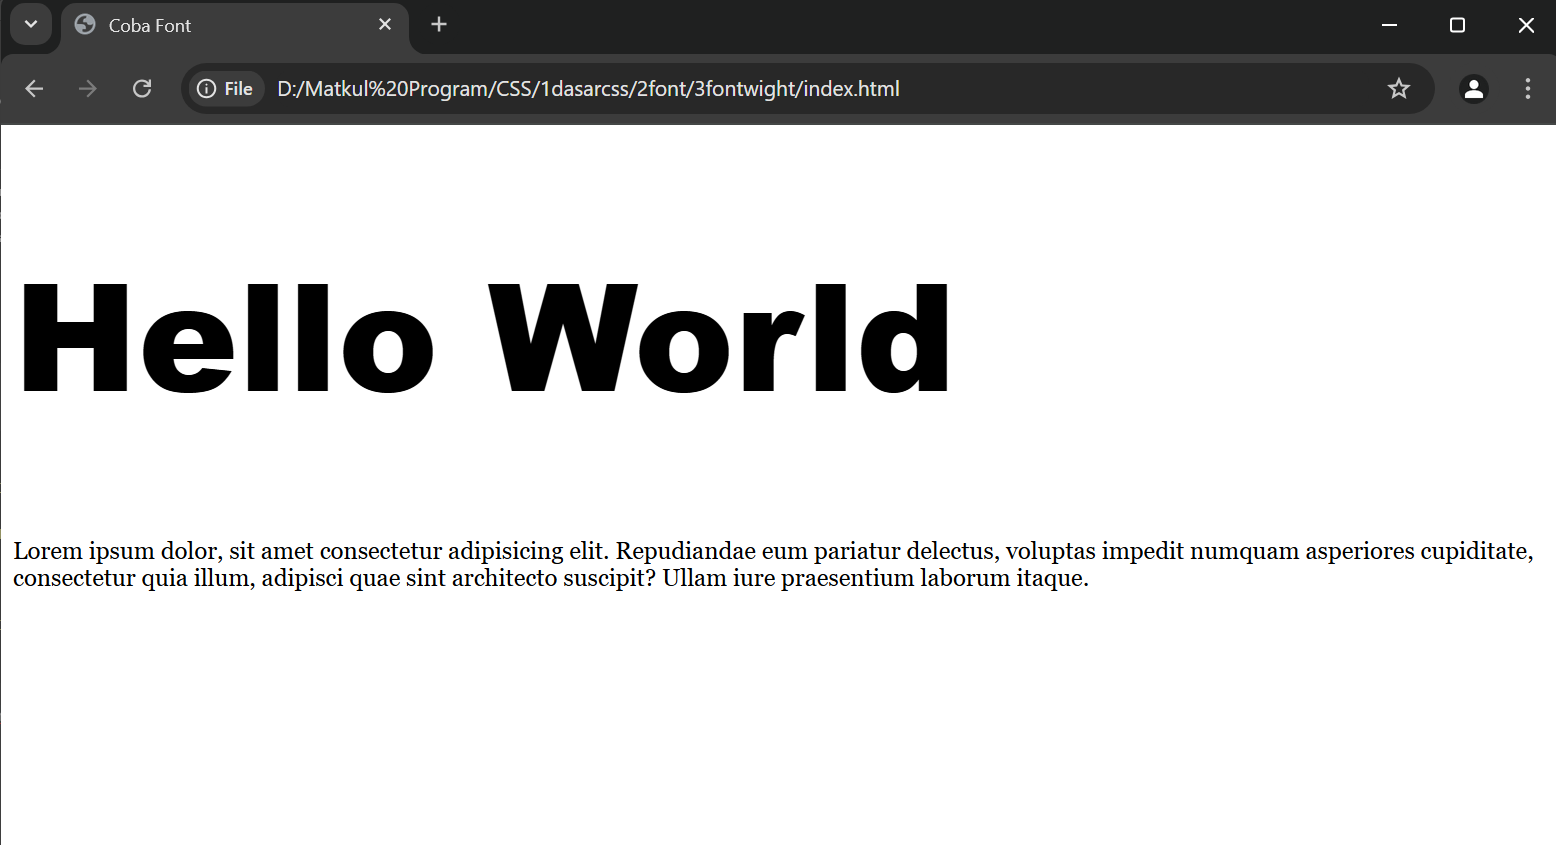 Coba Font
File D:/Matkul%20Program/CSS/1dasarcss/2font/3fontwight/index.html
Hello World
Lorem ipsum dolor, sit amet consectetur adipisicing elit. Repudiandae eum pariatur delectus, voluptas impedit numquam asperiores cupiditate,
consectetur quia illum, adipisci quae sint architecto suscipit? Ullam iure praesentium laborum itaque.